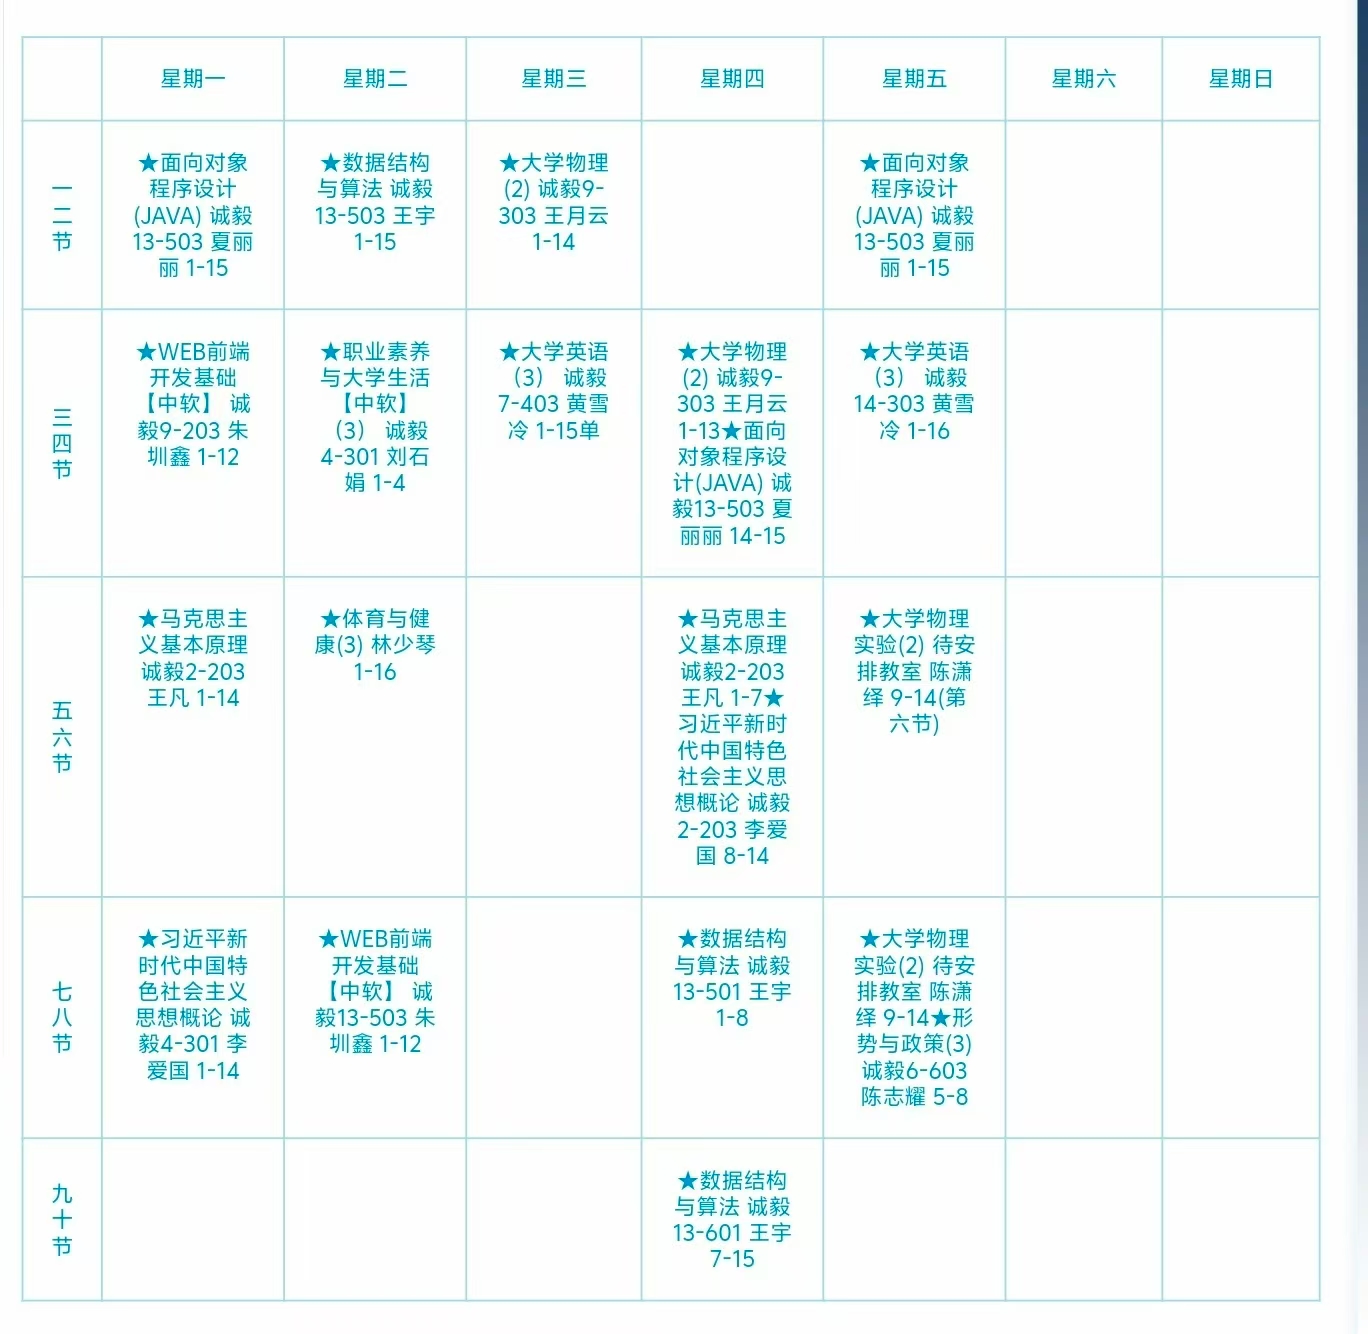 星期一
星期二
星期三
星期四
星期五
星期六
星期日
一
二
节
★面向对象
程序设计
(JAVA) 诚毅
13-503 夏丽
丽 1-15
★数据结构
与算法 诚毅
13-503 王宇
1-15
★大学物理
(2) 诚毅9-
303 王月云
1-14
★面向对象
程序设计
(JAVA) 诚毅
13-503 夏丽
丽 1-15
三
四
节
★WEB前端
开发基础
【中软】 诚
毅9-203 朱
圳鑫 1-12
★职业素养
与大学生活
【中软】
（3） 诚毅
4-301 刘石
娟 1-4
★大学英语
（3） 诚毅
7-403 黄雪
冷 1-15单
★大学物理
(2) 诚毅9-
303 王月云
1-13★面向
对象程序设
计(JAVA) 诚
毅13-503 夏
丽丽 14-15
★大学英语
（3） 诚毅
14-303 黄雪
冷 1-16
五
六
节
★马克思主
义基本原理
诚毅2-203
王凡 1-14
★体育与健
康(3) 林少琴
1-16
★马克思主
义基本原理
诚毅2-203
王凡 1-7★
习近平新时
代中国特色
社会主义思
想概论 诚毅
2-203 李爱
国 8-14
★大学物理
实验(2) 待安
排教室 陈潇
绎 9-14(第
六节)
七
八
节
★习近平新
时代中国特
色社会主义
思想概论 诚
毅4-301 李
爱国 1-14
★WEB前端
开发基础
【中软】 诚
毅13-503 朱
圳鑫 1-12
★数据结构
与算法 诚毅
13-501 王宇
1-8
★大学物理
实验(2) 待安
排教室 陈潇
绎 9-14★形
势与政策(3)
诚毅6-603
陈志耀 5-8
九
十
节
★数据结构
与算法 诚毅
13-601 王宇
7-15